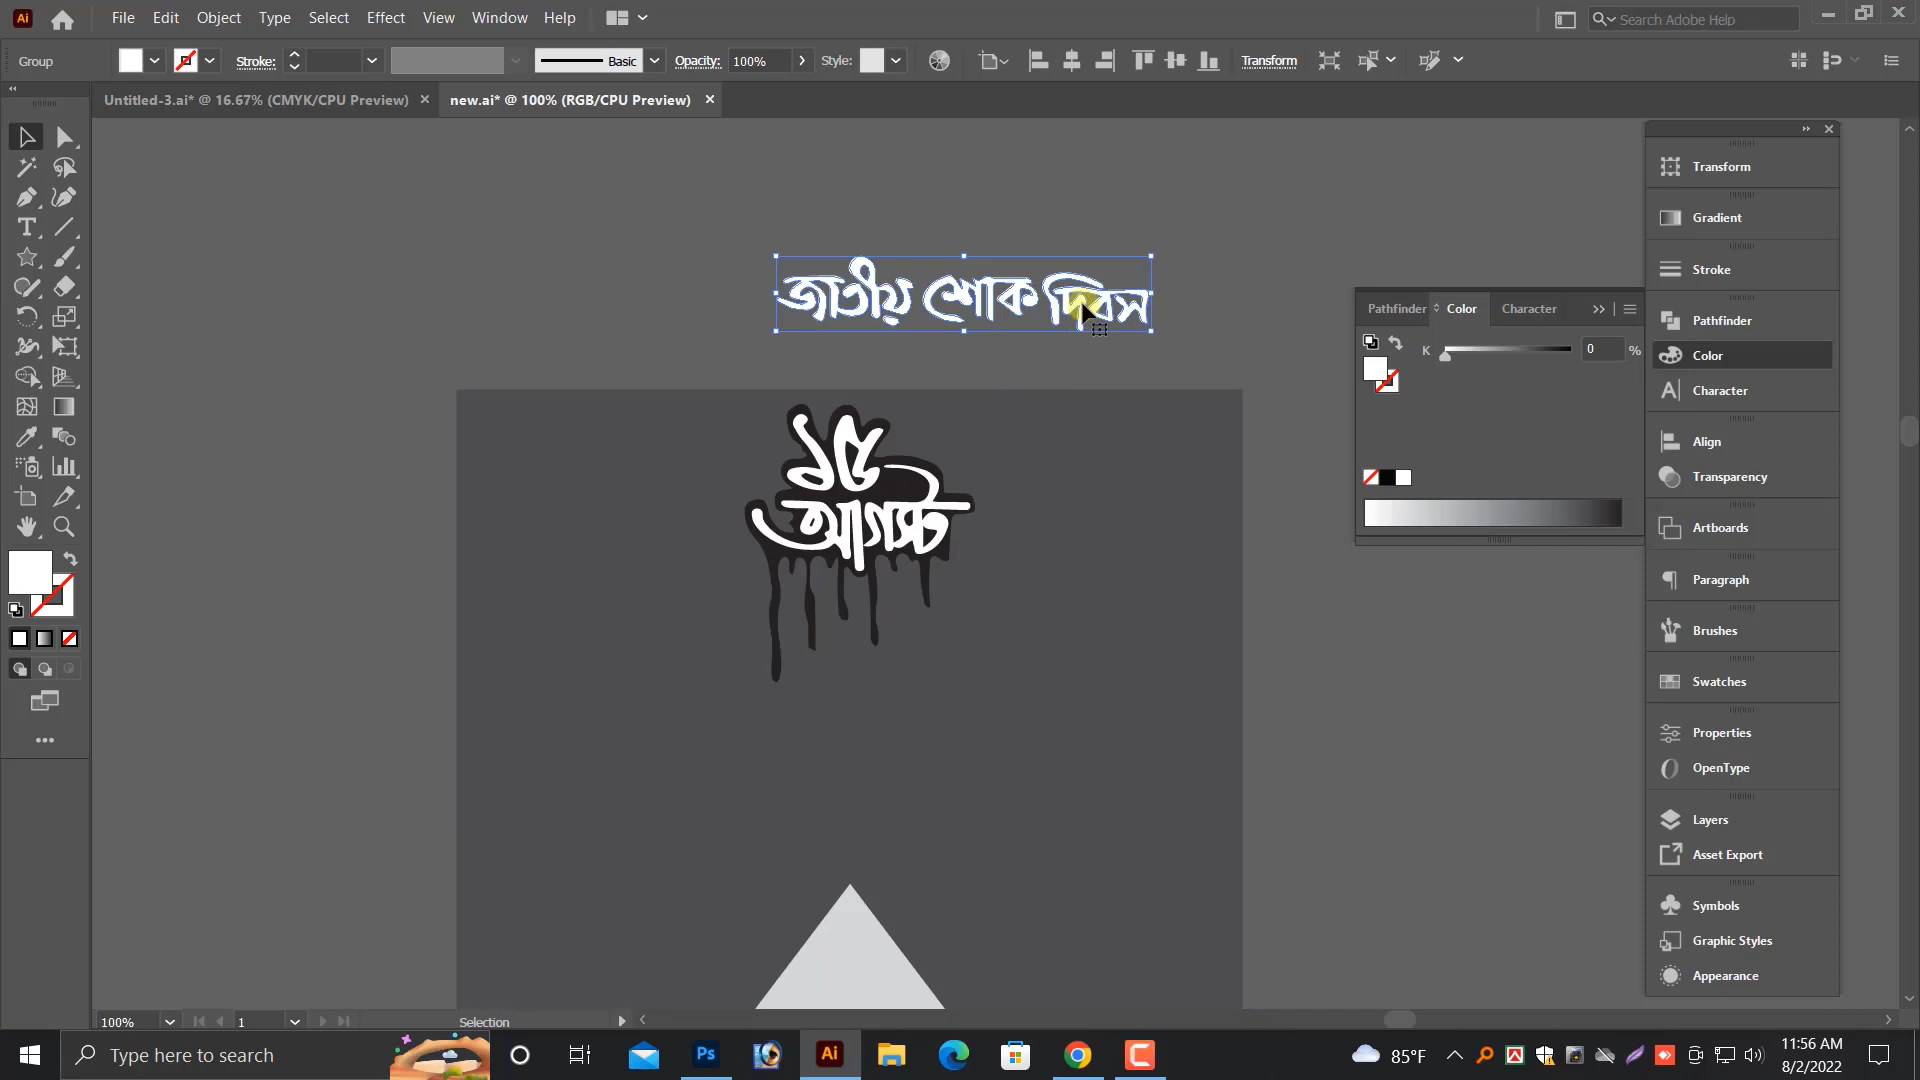 Ai File Edit Object Type Select Effect View Window Help Search Adobe Help
Group Stroke: Basic Opacity: 100% Style: Transform
Untitled-3.ai* @ 16.67% (CMYK/CPU Preview) × new.ai* @ 100% (RGB/CPU Preview) ×
Transform
Gradient
Stroke
Pathfinder
Color
Character
Align
Transparency
Artboards
Paragraph
Brushes
Swatches
Properties
OpenType
Layers
Asset Export
Symbols
Graphic Styles
Appearance
Pathfinder Color Character
K 0 %
জাতীয় শোক দিবস
১৫
আগস্ট
100% 1 Selection
Type here to search Ps Ai 85°F 11:56 AM
8/2/2022